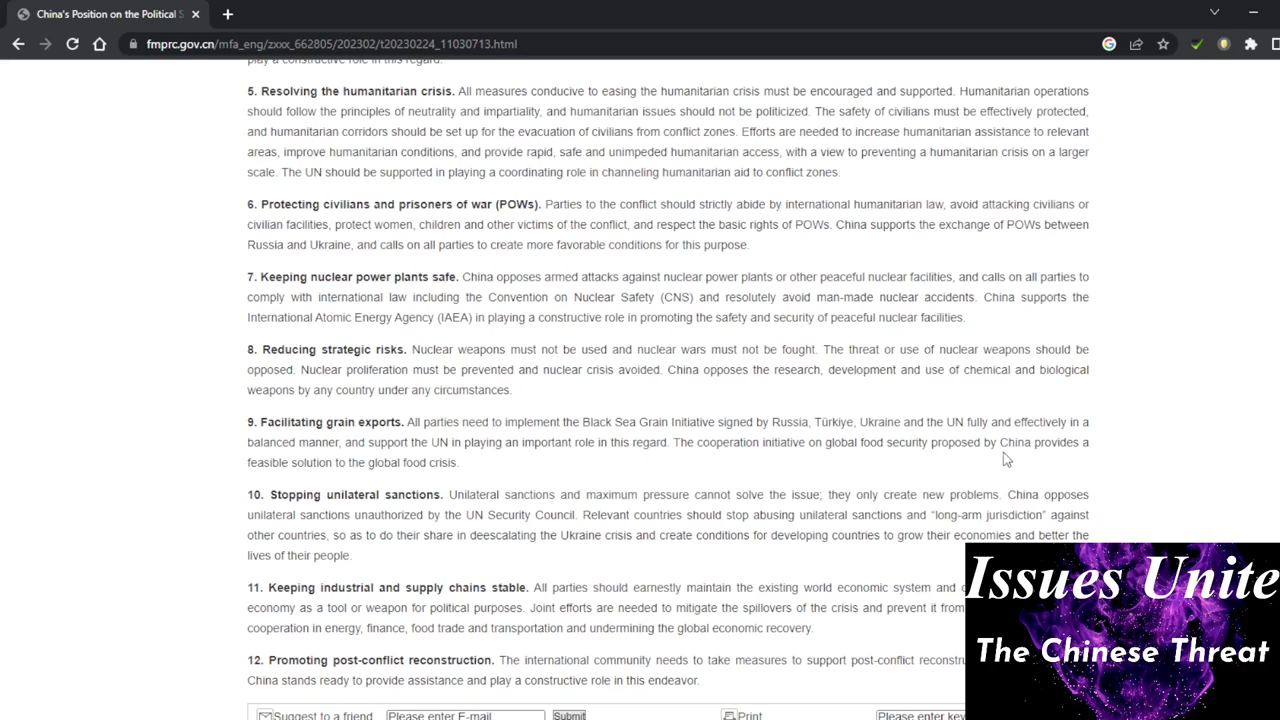 China's Position on the Political S
fmprc.gov.cn/mfa_eng/zxxx_662805/202302/t20230224_11030713.html
play a constructive role in this regard.
5. Resolving the humanitarian crisis. All measures conducive to easing the humanitarian crisis must be encouraged and supported. Humanitarian operations
should follow the principles of neutrality and impartiality, and humanitarian issues should not be politicized. The safety of civilians must be effectively protected,
and humanitarian corridors should be set up for the evacuation of civilians from conflict zones. Efforts are needed to increase humanitarian assistance to relevant
areas, improve humanitarian conditions, and provide rapid, safe and unimpeded humanitarian access, with a view to preventing a humanitarian crisis on a larger
scale. The UN should be supported in playing a coordinating role in channeling humanitarian aid to conflict zones.
6. Protecting civilians and prisoners of war (POWs). Parties to the conflict should strictly abide by international humanitarian law, avoid attacking civilians or
civilian facilities, protect women, children and other victims of the conflict, and respect the basic rights of POWs. China supports the exchange of POWs between
Russia and Ukraine, and calls on all parties to create more favorable conditions for this purpose.
7. Keeping nuclear power plants safe. China opposes armed attacks against nuclear power plants or other peaceful nuclear facilities, and calls on all parties to
comply with international law including the Convention on Nuclear Safety (CNS) and resolutely avoid man-made nuclear accidents. China supports the
International Atomic Energy Agency (IAEA) in playing a constructive role in promoting the safety and security of peaceful nuclear facilities.
8. Reducing strategic risks. Nuclear weapons must not be used and nuclear wars must not be fought. The threat or use of nuclear weapons should be
opposed. Nuclear proliferation must be prevented and nuclear crisis avoided. China opposes the research, development and use of chemical and biological
weapons by any country under any circumstances.
9. Facilitating grain exports. All parties need to implement the Black Sea Grain Initiative signed by Russia, Türkiye, Ukraine and the UN fully and effectively in a
balanced manner, and support the UN in playing an important role in this regard. The cooperation initiative on global food security proposed by China provides a
feasible solution to the global food crisis.
10. Stopping unilateral sanctions. Unilateral sanctions and maximum pressure cannot solve the issue; they only create new problems. China opposes
unilateral sanctions unauthorized by the UN Security Council. Relevant countries should stop abusing unilateral sanctions and “long-arm jurisdiction” against
other countries, so as to do their share in deescalating the Ukraine crisis and create conditions for developing countries to grow their economies and better the
lives of their people.
11. Keeping industrial and supply chains stable. All parties should earnestly maintain the existing world economic system and
economy as a tool or weapon for political purposes. Joint efforts are needed to mitigate the spillovers of the crisis and prevent it from
cooperation in energy, finance, food trade and transportation and undermining the global economic recovery.
12. Promoting post-conflict reconstruction. The international community needs to take measures to support post-conflict reconstru
China stands ready to provide assistance and play a constructive role in this endeavor.
Suggest to a friend Please enter E-mail Submit Print Please enter key
Issues Unite
The Chinese Threat